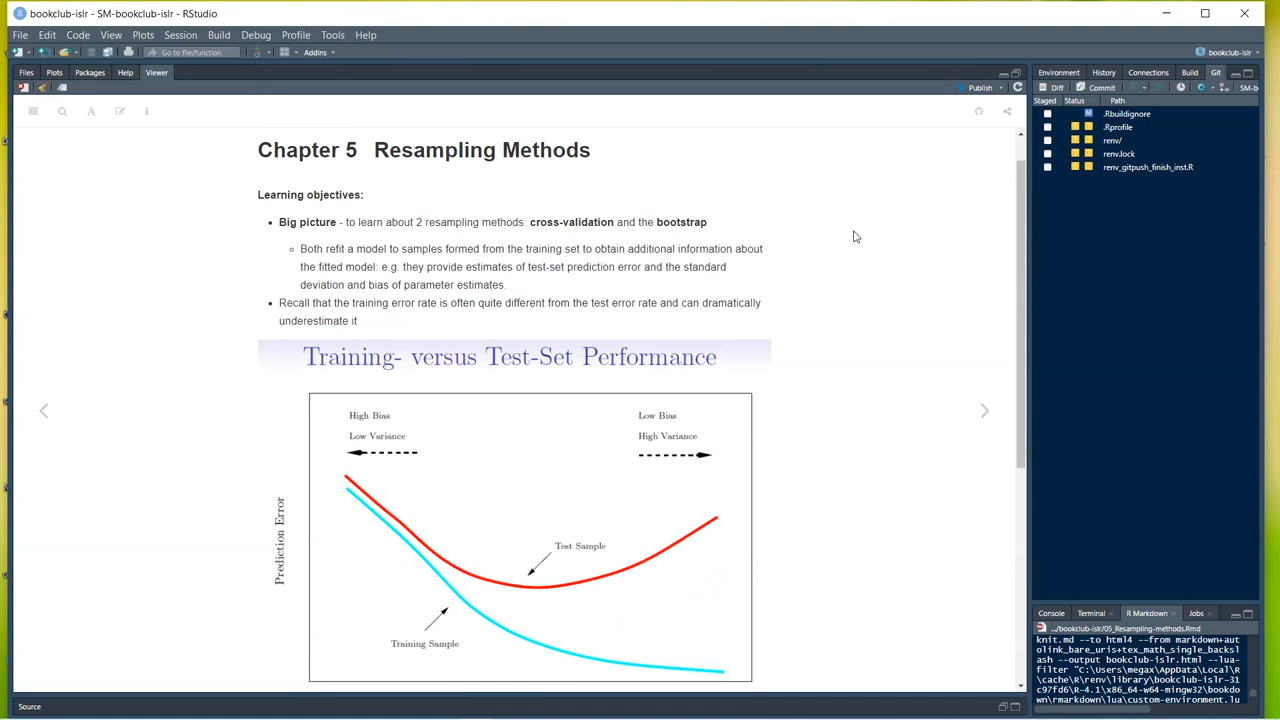 bookclub-islr - SM-bookclub-islr - RStudio
File Edit Code View Plots Session Build Debug Profile Tools Help
Go to file/function
Addins
bookclub-islr
Files Plots Packages Help Viewer
Publish
Chapter 5 Resampling Methods
Learning objectives:
Big picture - to learn about 2 resampling methods: cross-validation and the bootstrap
Both refit a model to samples formed from the training set to obtain additional information about
the fitted model: e.g. they provide estimates of test-set prediction error and the standard
deviation and bias of parameter estimates.
Recall that the training error rate is often quite different from the test error rate and can dramatically
underestimate it
Training- versus Test-Set Performance
High Bias
Low Variance
Low Bias
High Variance
Prediction Error
Test Sample
Training Sample
Source
Environment History Connections Build Git
Diff Commit SM-b
Staged Status Path
M .Rbuildignore
? ? .Rprofile
? ? renv/
? ? renv.lock
? ? renv_gitpush_finish_inst.R
Console Terminal R Markdown Jobs
.../bookclub-islr/05_Resampling-methods.Rmd
knit.md --to html4 --from markdown+aut
olink_bare_uris+tex_math_single_backsl
ash --output bookclub-islr.html --lua-
filter "C:\Users\megax\AppData\Local\R
\cache\R\renv\library\bookclub-islr-31
c97fd6\R-4.1\x86_64-w64-mingw32\bookdo
wn\rmarkdown\lua\custom-environment.lu